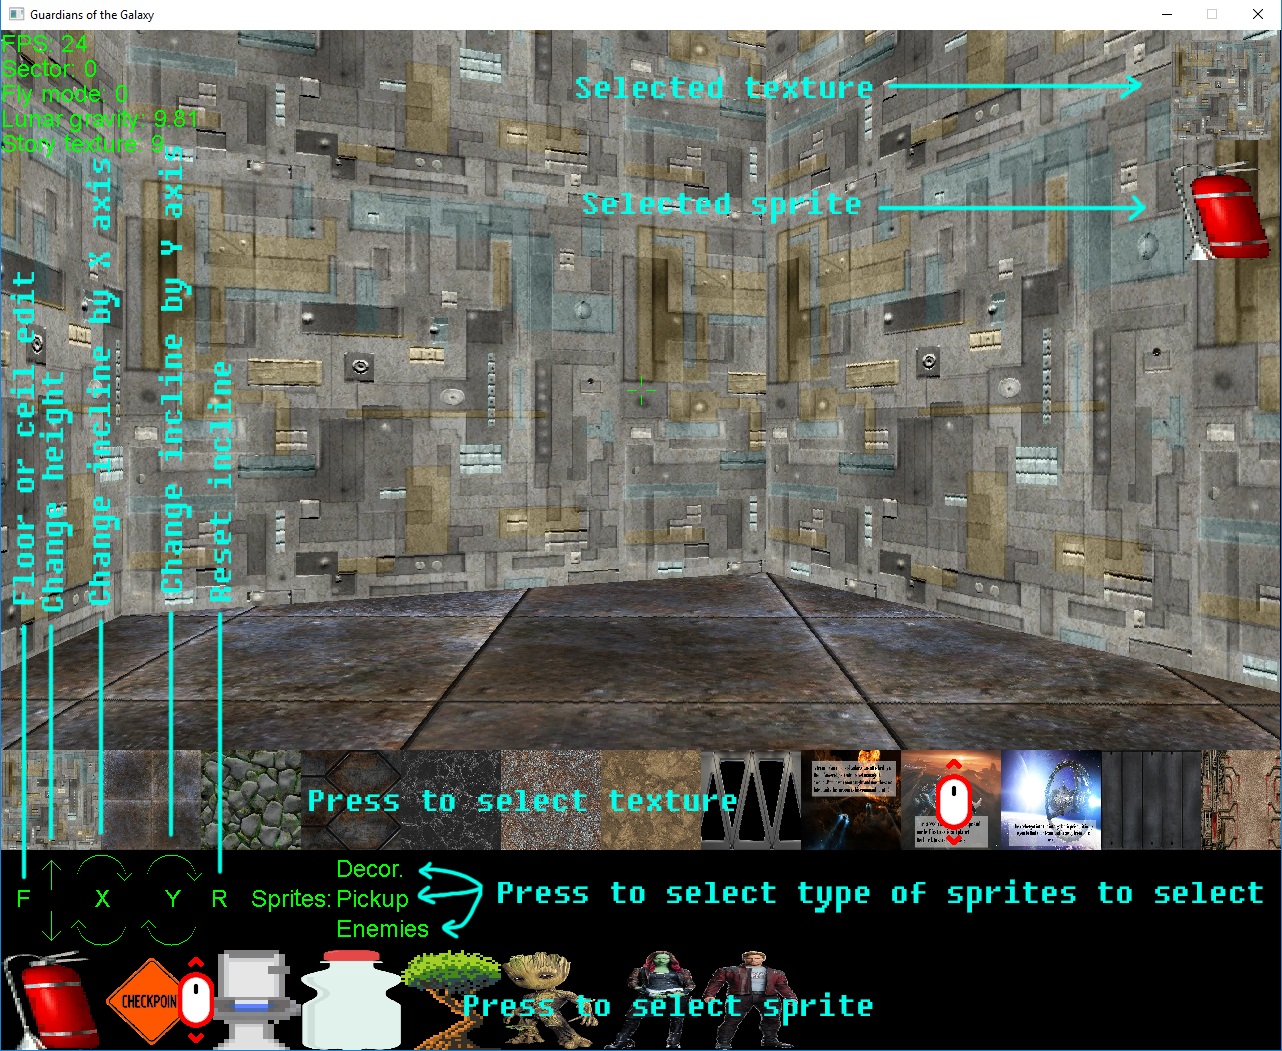 Guardians of the Galaxy
FPS: 24
Sector: 0
Fly mode: 0
Lunar gravity: 9.81
Story texture: 9
Selected texture
Selected sprite
Floor or ceil edit
Change height
Change incline by X axis
Change incline by Y axis
Reset incline
Press to select texture
F
X
Y
R
Sprites:
Decor.
Pickup
Enemies
Press to select type of sprites to select
CHECKPOIN
Press to select sprite